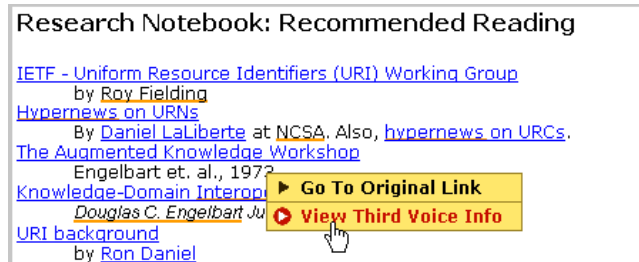 Research Notebook: Recommended Reading
IETF - Uniform Resource Identifiers (URI) Working Group
by Roy Fielding
Hypernews on URNs
By Daniel LaLiberte at NCSA. Also, hypernews on URCs.
The Augmented Knowledge Workshop
Engelbart et. al., 1973
Knowledge-Domain Interop
Go To Original Link
Douglas C. Engelbart Ju
View Third Voice Info
URI background
by Ron Daniel